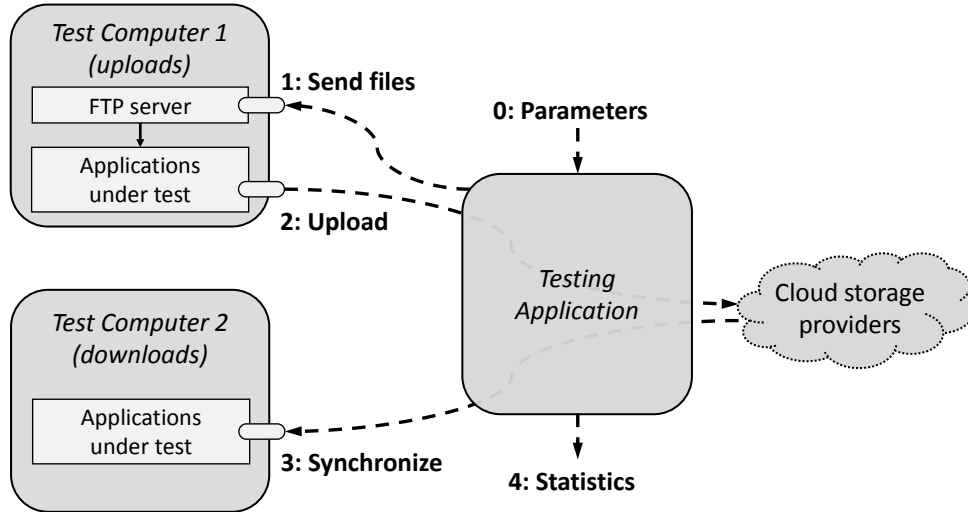 Test Computer 1
(uploads)
FTP server
Applications
under test
1: Send files
2: Upload
0: Parameters
Testing
Application
Cloud storage
providers
Test Computer 2
(downloads)
Applications
under test
3: Synchronize
4: Statistics